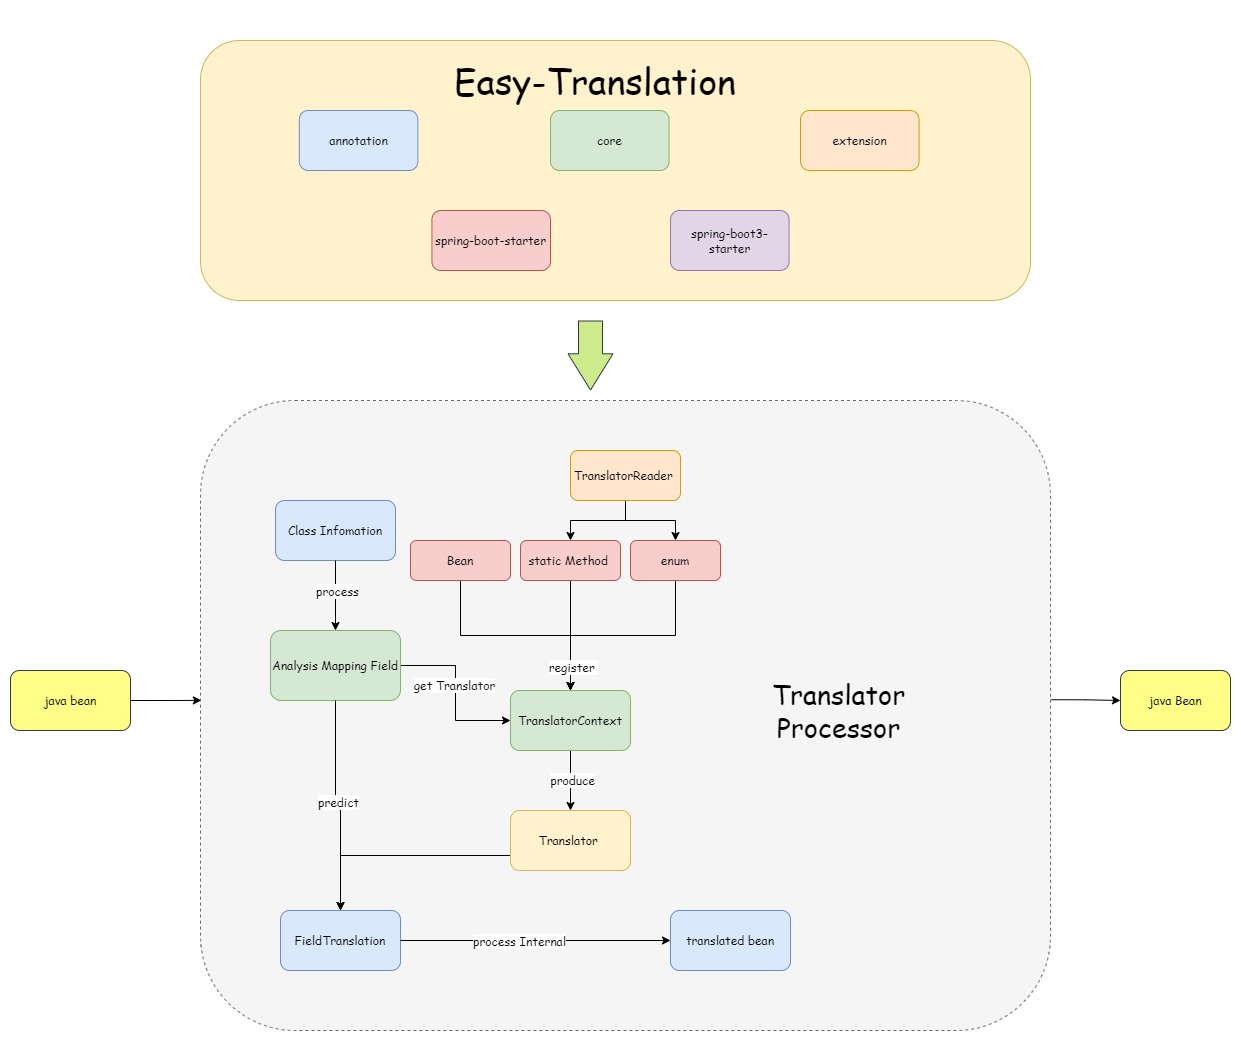 Easy-Translation
annotation
core
extension
spring-boot-starter
spring-boot3-
starter
TranslatorReader
Class Infomation
Bean
static Method
enum
process
Analysis Mapping Field
get Translator
register
java bean
TranslatorContext
Translator
Processor
java Bean
produce
predict
Translator
FieldTranslation
process Internal
translated bean